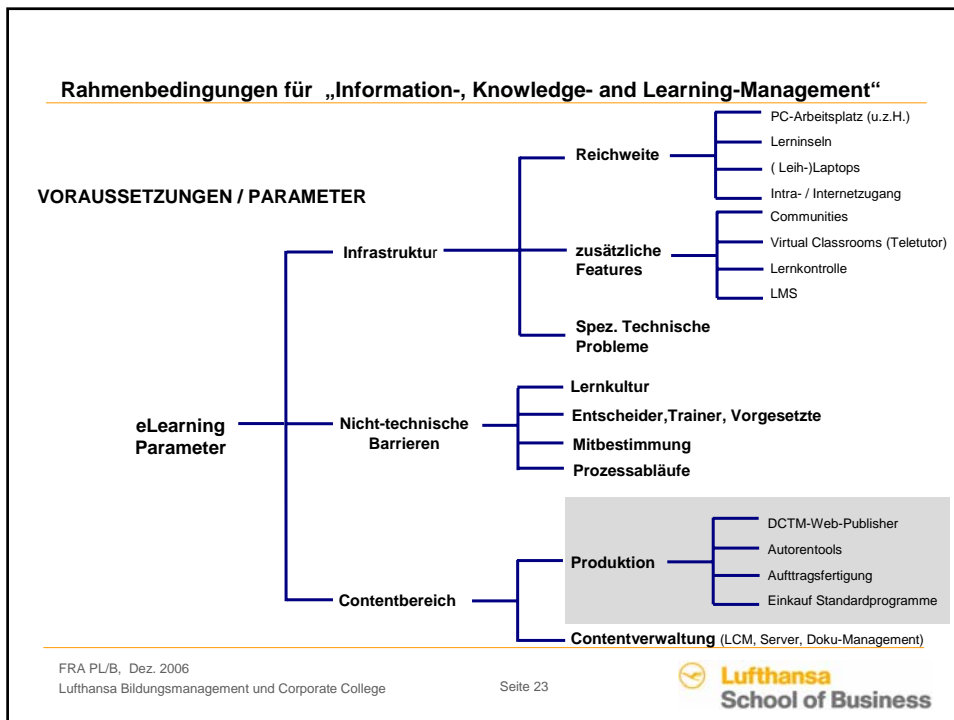 Rahmenbedingungen für „Information-, Knowledge- and Learning-Management“
VORAUSSETZUNGEN / PARAMETER
eLearning
Parameter
Infrastruktur
Reichweite
PC-Arbeitsplatz (u.z.H.)
Lerninseln
( Leih-)Laptops
Intra- / Internetzugang
zusätzliche
Features
Communities
Virtual Classrooms (Teletutor)
Lernkontrolle
LMS
Spez. Technische
Probleme
Nicht-technische
Barrieren
Lernkultur
Entscheider,Trainer, Vorgesetzte
Mitbestimmung
Prozessabläufe
Contentbereich
Produktion
DCTM-Web-Publisher
Autorentools
Aufttragsfertigung
Einkauf Standardprogramme
Contentverwaltung (LCM, Server, Doku-Management)
FRA PL/B, Dez. 2006
Lufthansa Bildungsmanagement und Corporate College
Seite 23
Lufthansa
School of Business